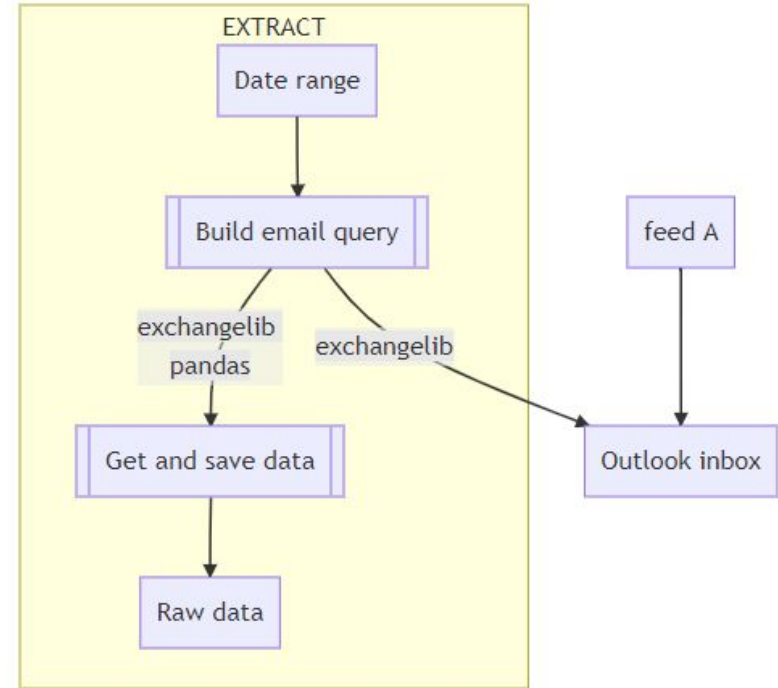 EXTRACT
Date range
Build email query
feed A
exchangelib
pandas
exchangelib
Get and save data
Outlook inbox
Raw data